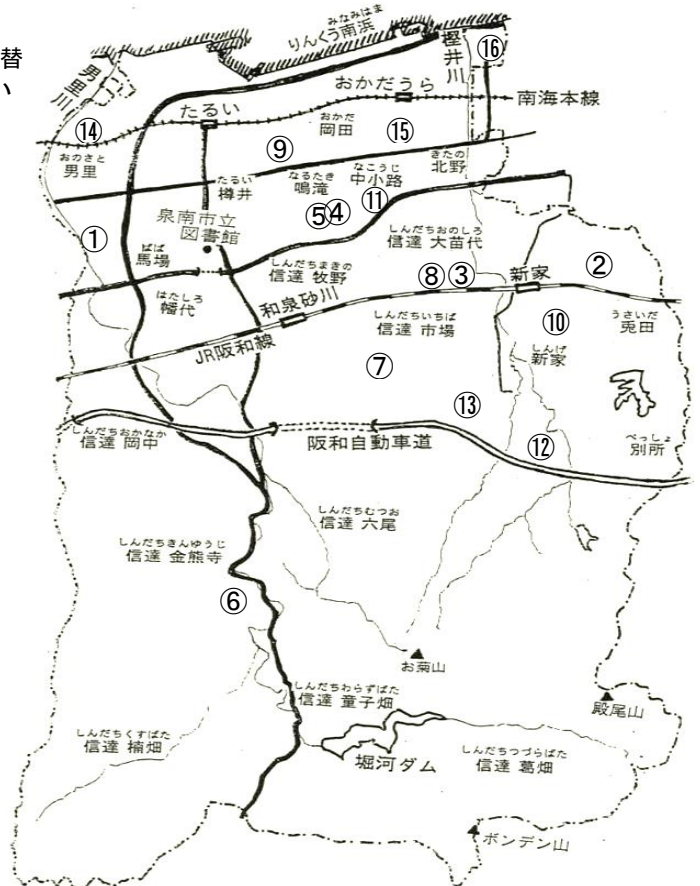 替
い
みなみはま
りんくう南浜
樫井川
⑯
男里川
おかだうら
南海本線
たるい
⑭
おかだ
岡田
⑮
おのさと
男里
⑨
きたの
北野
たるい
樽井
なるたき
鳴滝
なこうじ
中小路
⑪
泉南市立
図書館
⑤④
①
ばば
馬場
しんだちおのしろ
信達 大苗代
しんだちまきの
信達 牧野
⑧③
新家
②
はたしろ
幡代
和泉砂川
しんだちいちば
信達 市場
うさいだ
兎田
⑩
JR阪和線
しんげ
新家
⑦
⑬
しんだちおかなか
信達 岡中
阪和自動車道
⑫
べっしょ
別所
しんだちむつお
信達 六尾
しんだちきんゆうじ
信達 金熊寺
⑥
お菊山
しんだちわらずばた
信達 童子畑
殿尾山
しんだちくすばた
信達 楠畑
堀河ダム
しんだちつづらばた
信達 葛畑
ボンデン山